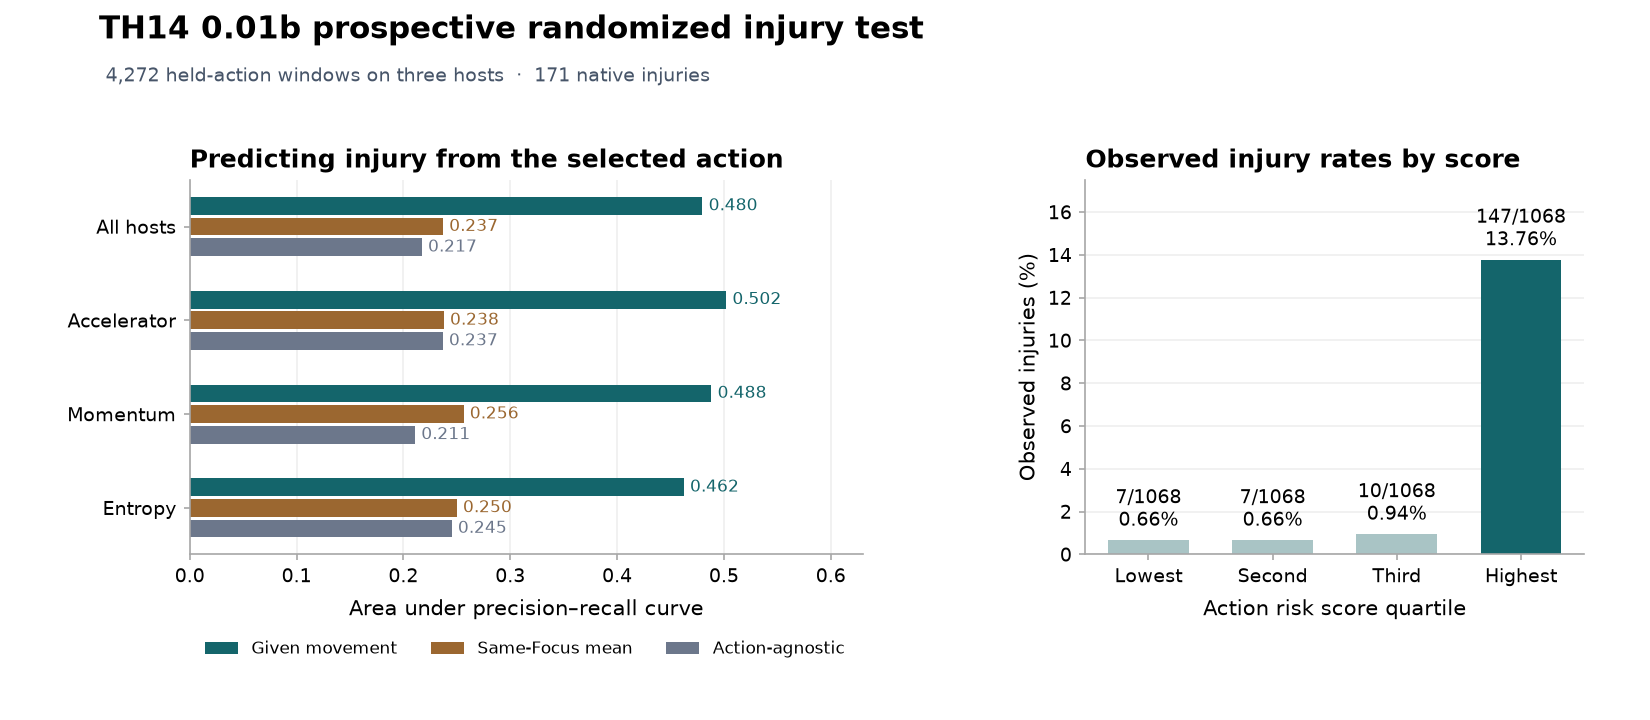 TH14 0.01b prospective randomized injury test
4,272 held-action windows on three hosts · 171 native injuries
Predicting injury from the selected action
All hosts
0.480
0.237
0.217
Accelerator
0.502
0.238
0.237
Momentum
0.488
0.256
0.211
Entropy
0.462
0.250
0.245
0.0 0.1 0.2 0.3 0.4 0.5 0.6
Area under precision–recall curve
Given movement Same-Focus mean Action-agnostic
Observed injury rates by score
Observed injuries (%)
16
14
12
10
8
6
4
2
0
7/1068
0.66%
7/1068
0.66%
10/1068
0.94%
147/1068
13.76%
Lowest Second Third Highest
Action risk score quartile